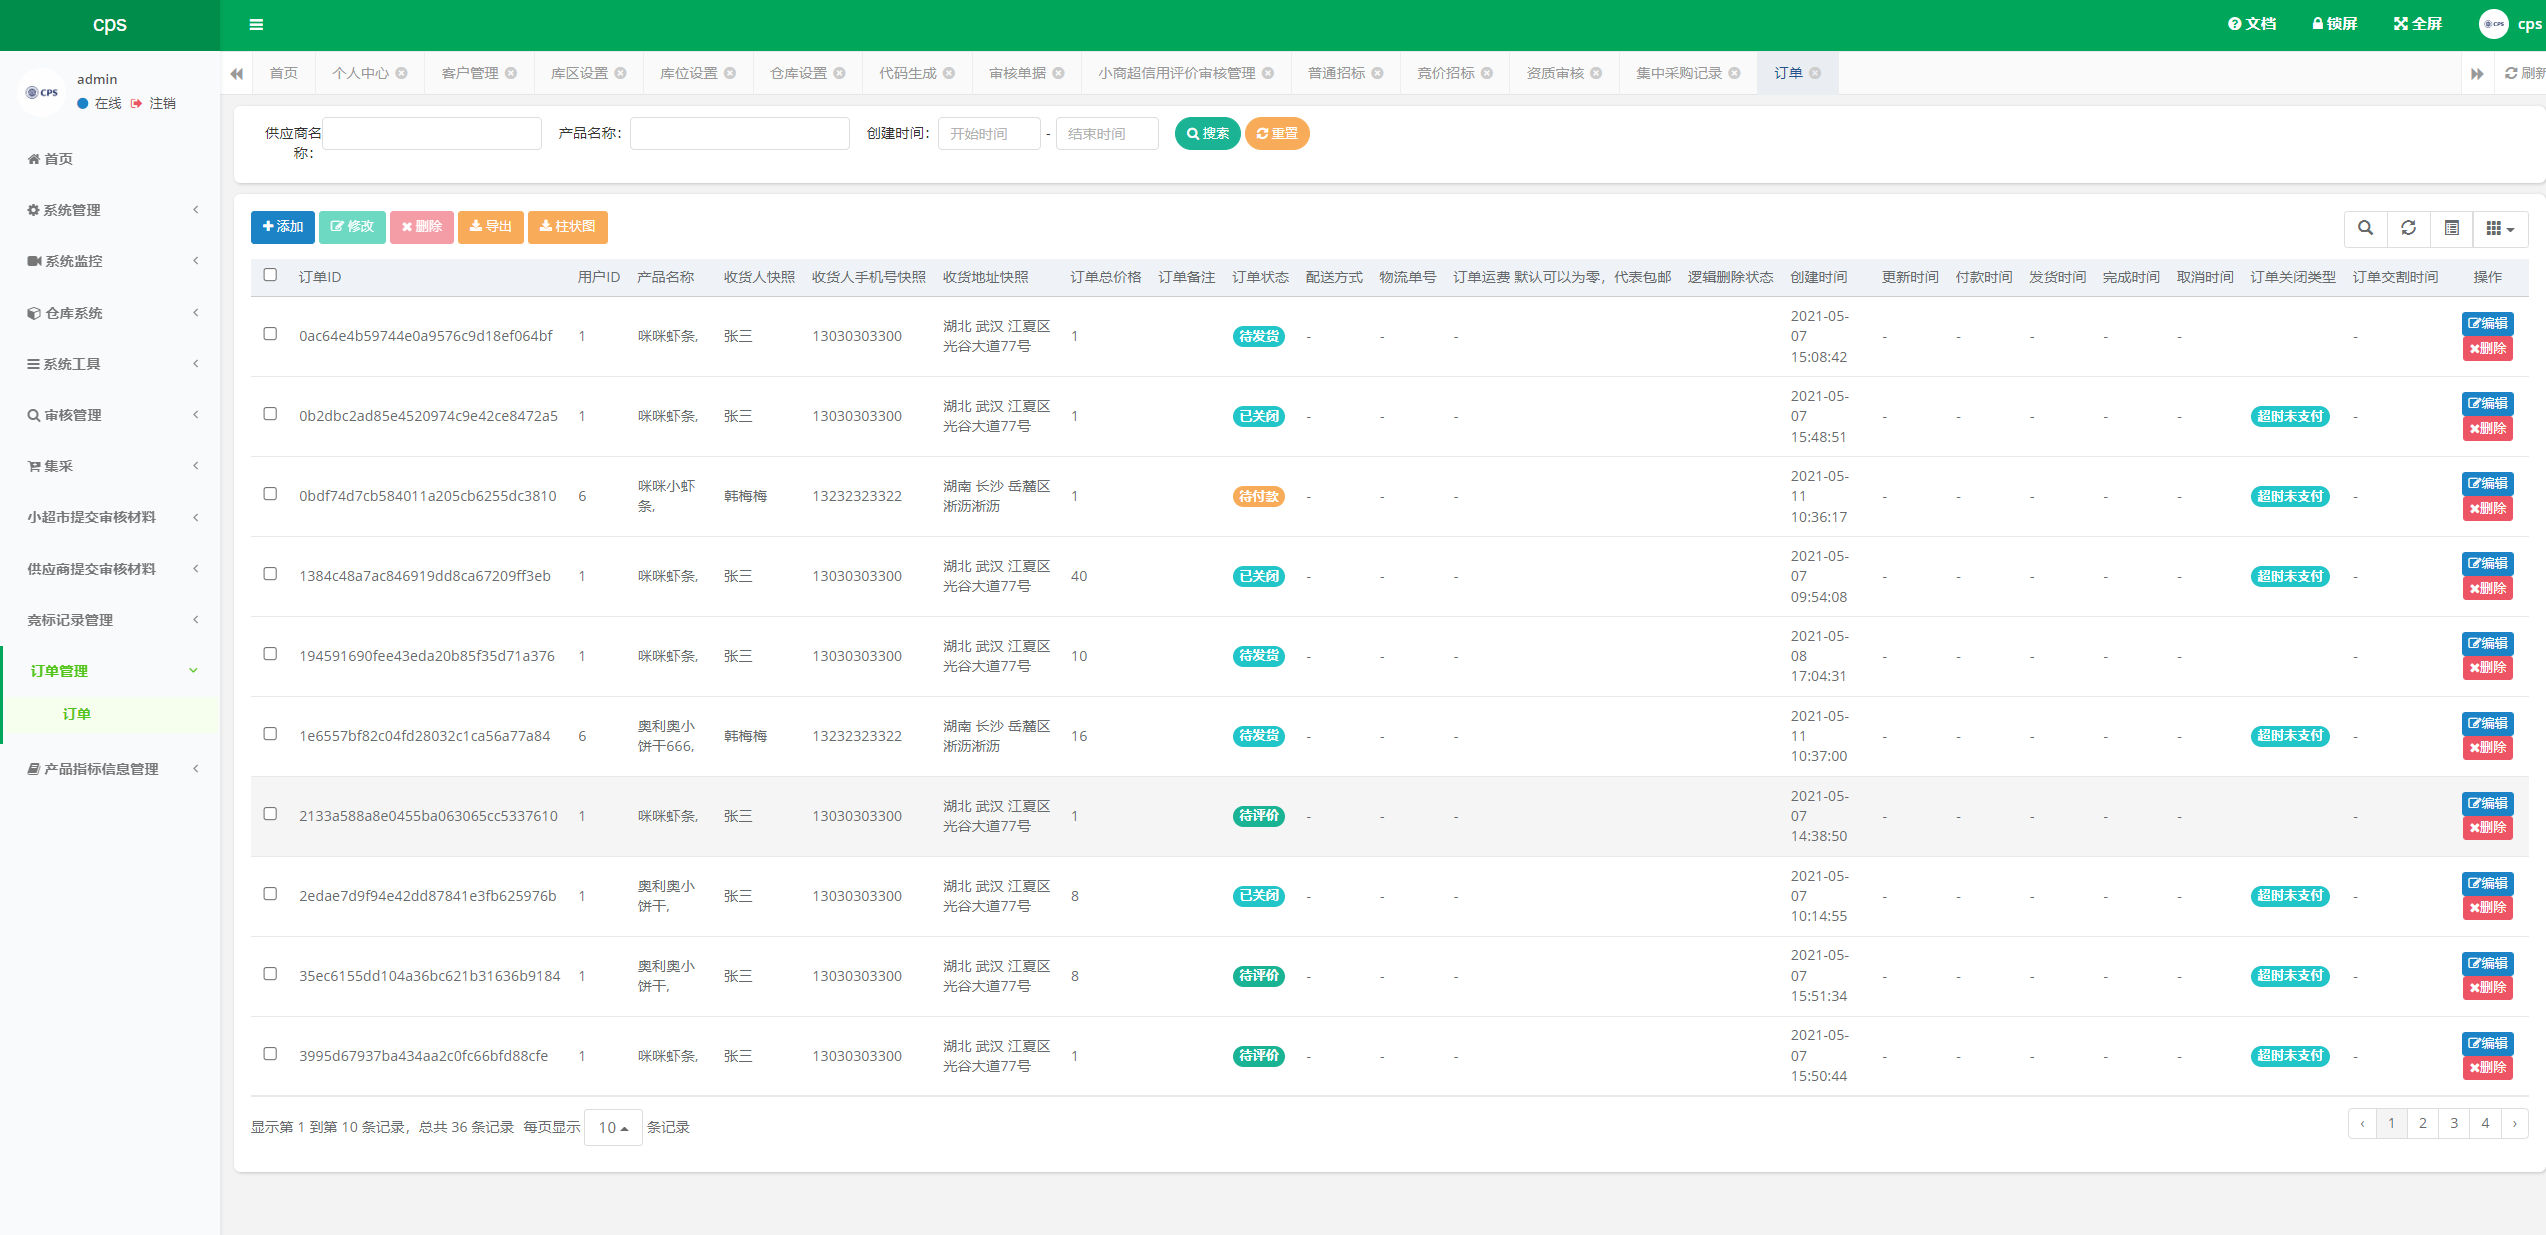 cps
文档
锁屏
全屏
cps
admin
CPS
在线
注销
首页
个人中心
客户管理
库区设置
库位设置
仓库设置
代码生成
审核单据
小商超信用评价审核管理
普通招标
竞价招标
资质审核
集中采购记录
订单
刷新
首页
系统管理
系统监控
仓库系统
系统工具
审核管理
集采
小超市提交审核材料
供应商提交审核材料
竞标记录管理
订单管理
订单
产品指标信息管理
供应商名
称：
产品名称：
创建时间：
开始时间
-
结束时间
搜索
重置
添加
修改
删除
导出
柱状图
订单ID 用户ID 产品名称 收货人快照 收货人手机号快照 收货地址快照 订单总价格 订单备注 订单状态 配送方式 物流单号 订单运费 默认可以为零，代表包邮 逻辑删除状态 创建时间 更新时间 付款时间 发货时间 完成时间 取消时间 订单关闭类型 订单交割时间 操作
0ac64e4b59744e0a9576c9d18ef064bf 1 咪咪虾条, 张三 13030303300 湖北 武汉 江夏区 光谷大道77号 1 待发货 - - - 2021-05-07 15:08:42 - - - - - - 编辑 删除
0b2dbc2ad85e4520974c9e42ce8472a5 1 咪咪虾条, 张三 13030303300 湖北 武汉 江夏区 光谷大道77号 1 已关闭 - - - 2021-05-07 15:48:51 - - - - - 超时未支付 - 编辑 删除
0bdf74d7cb584011a205cb6255dc3810 6 咪咪小虾条, 韩梅梅 13232323322 湖南 长沙 岳麓区 淅沥淅沥 1 待付款 - - - 2021-05-11 10:36:17 - - - - - 超时未支付 - 编辑 删除
1384c48a7ac846919dd8ca67209ff3eb 1 咪咪虾条, 张三 13030303300 湖北 武汉 江夏区 光谷大道77号 40 已关闭 - - - 2021-05-07 09:54:08 - - - - - 超时未支付 - 编辑 删除
194591690fee43eda20b85f35d71a376 1 咪咪虾条, 张三 13030303300 湖北 武汉 江夏区 光谷大道77号 10 待发货 - - - 2021-05-08 17:04:31 - - - - - - 编辑 删除
1e6557bf82c04fd28032c1ca56a77a84 6 奥利奥小饼干666, 韩梅梅 13232323322 湖南 长沙 岳麓区 淅沥淅沥 16 待发货 - - - 2021-05-11 10:37:00 - - - - - 超时未支付 - 编辑 删除
2133a588a8e0455ba063065cc5337610 1 咪咪虾条, 张三 13030303300 湖北 武汉 江夏区 光谷大道77号 1 待评价 - - - 2021-05-07 14:38:50 - - - - - - 编辑 删除
2edae7d9f94e42dd87841e3fb625976b 1 奥利奥小饼干, 张三 13030303300 湖北 武汉 江夏区 光谷大道77号 8 已关闭 - - - 2021-05-07 10:14:55 - - - - - 超时未支付 - 编辑 删除
35ec6155dd104a36bc621b31636b9184 1 奥利奥小饼干, 张三 13030303300 湖北 武汉 江夏区 光谷大道77号 8 待评价 - - - 2021-05-07 15:51:34 - - - - - 超时未支付 - 编辑 删除
3995d67937ba434aa2c0fc66bfd88cfe 1 咪咪虾条, 张三 13030303300 湖北 武汉 江夏区 光谷大道77号 1 待评价 - - - 2021-05-07 15:50:44 - - - - - 超时未支付 - 编辑 删除
显示第 1 到第 10 条记录，总共 36 条记录 每页显示 10 条记录
‹ 1 2 3 4 ›